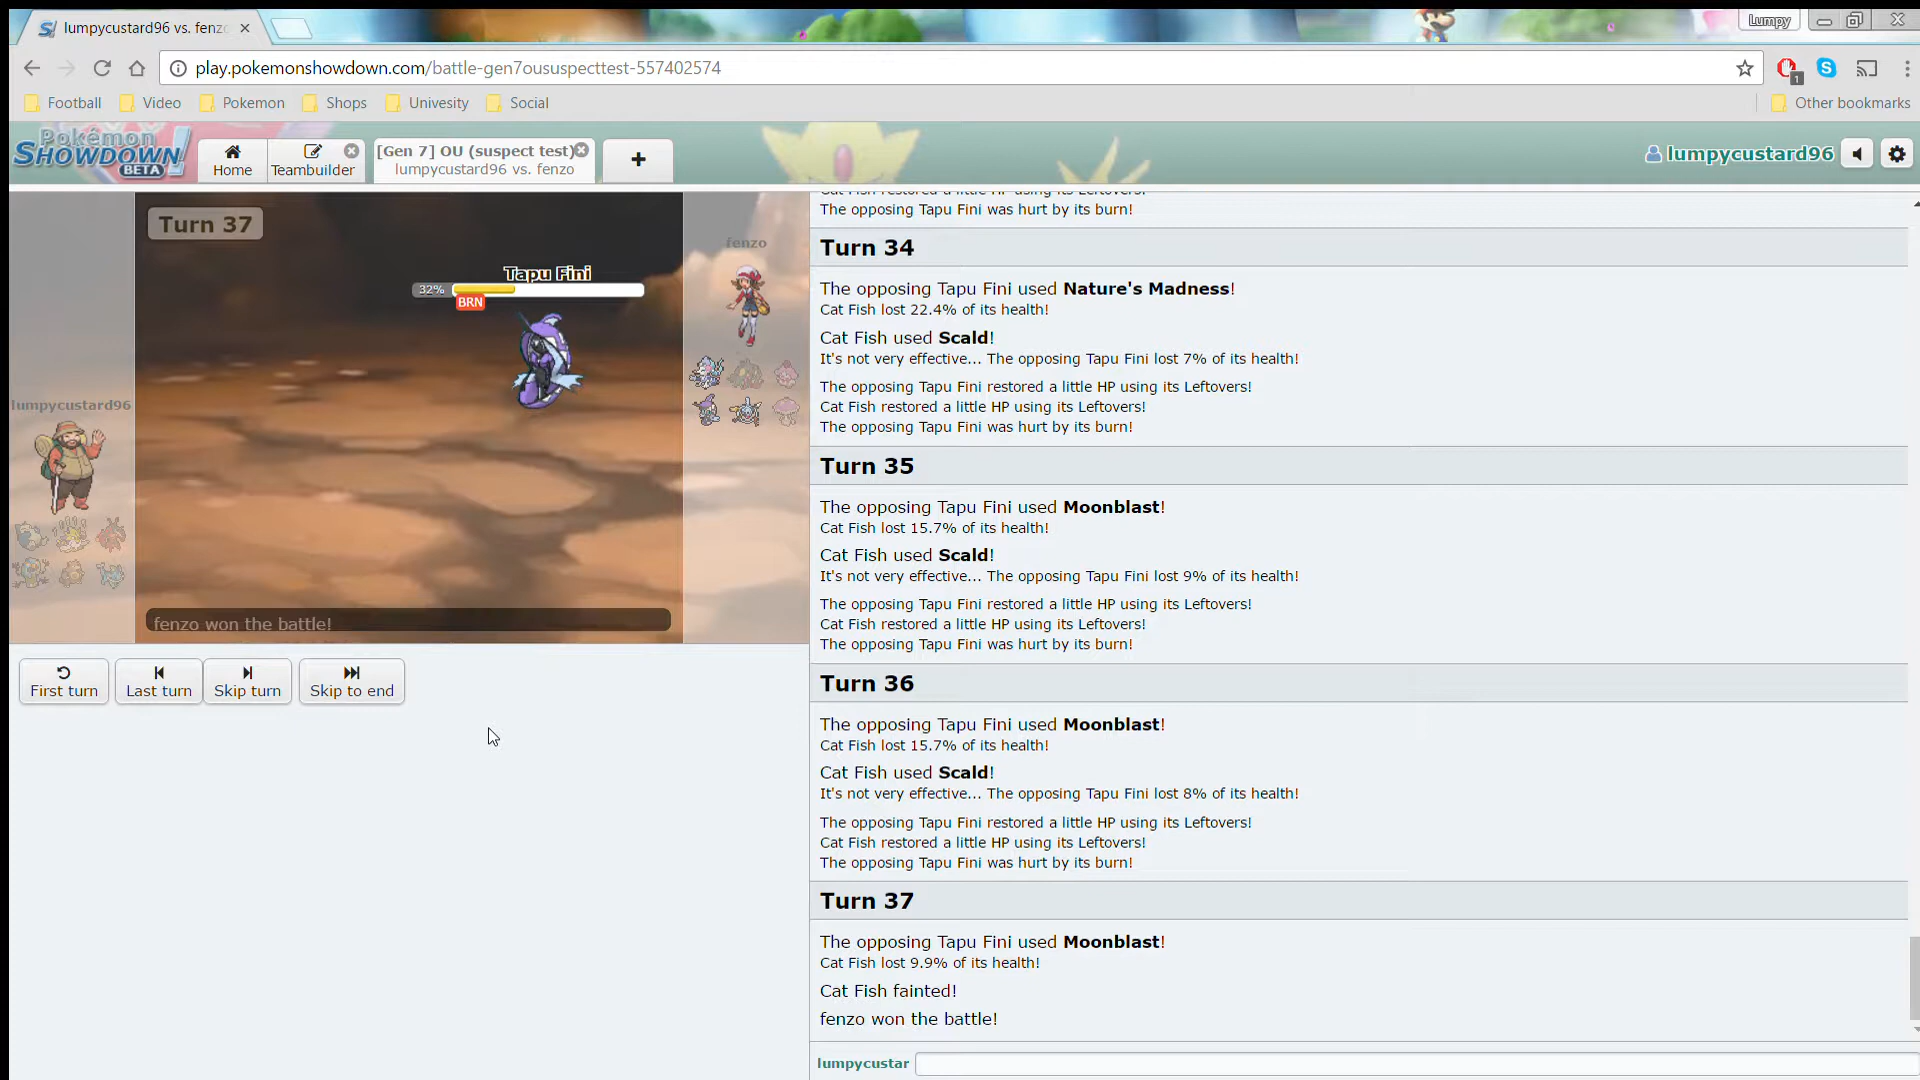 lumpycustard96 vs. fenz
Lumpy
play.pokemonshowdown.com/battle-gen7oususpecttest-557402574
1
Football
Video
Pokemon
Shops
Univesity
Social
Other bookmarks
Pokémon
SHOWDOWN!
BETA
Home
Teambuilder
[Gen 7] OU (suspect test)
lumpycustard96 vs. fenzo
lumpycustard96
Turn 37
Tapu Fini
32%
BRN
fenzo
lumpycustard96
fenzo won the battle!
First turn
Last turn
Skip turn
Skip to end
Cat Fish restored a little HP using its Leftovers!
The opposing Tapu Fini was hurt by its burn!
Turn 34
The opposing Tapu Fini used Nature's Madness!
Cat Fish lost 22.4% of its health!
Cat Fish used Scald!
It's not very effective... The opposing Tapu Fini lost 7% of its health!
The opposing Tapu Fini restored a little HP using its Leftovers!
Cat Fish restored a little HP using its Leftovers!
The opposing Tapu Fini was hurt by its burn!
Turn 35
The opposing Tapu Fini used Moonblast!
Cat Fish lost 15.7% of its health!
Cat Fish used Scald!
It's not very effective... The opposing Tapu Fini lost 9% of its health!
The opposing Tapu Fini restored a little HP using its Leftovers!
Cat Fish restored a little HP using its Leftovers!
The opposing Tapu Fini was hurt by its burn!
Turn 36
The opposing Tapu Fini used Moonblast!
Cat Fish lost 15.7% of its health!
Cat Fish used Scald!
It's not very effective... The opposing Tapu Fini lost 8% of its health!
The opposing Tapu Fini restored a little HP using its Leftovers!
Cat Fish restored a little HP using its Leftovers!
The opposing Tapu Fini was hurt by its burn!
Turn 37
The opposing Tapu Fini used Moonblast!
Cat Fish lost 9.9% of its health!
Cat Fish fainted!
fenzo won the battle!
lumpycustar